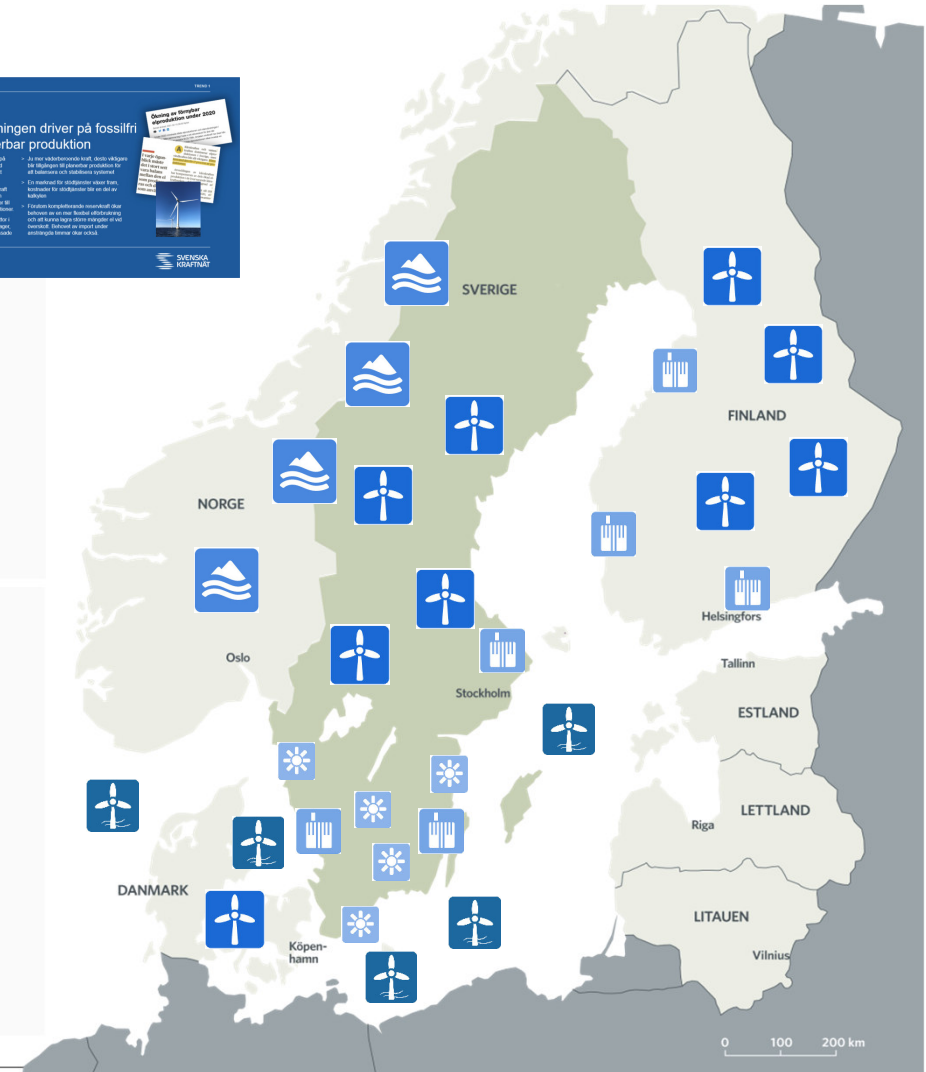 TREND 1
ningen driver på fossilfri
erbar produktion
Ökning av förnybar
elproduktion under 2020
» Ju mer väderberoende kraft, desto viktigare
blir tillgången till planerbar produktion för
att balansera och stabilisera systemet
» En marknad för stödtjänster växer fram,
kostnader för stödtjänster blir en del av
kalkylen
» Förutom kompletterande reservkraft ökar
behoven av en mer flexibel elförbrukning
och att kunna lagra större mängder el vid
överskott. Behovet av import under
ansträngda timmar ökar också
SVENSKA
KRAFTNÄT
SVERIGE
FINLAND
NORGE
Helsingfors
Oslo
Tallinn
Stockholm
ESTLAND
LETTLAND
Riga
DANMARK
LITAUEN
Köpen-
hamn
Vilnius
0 100 200 km